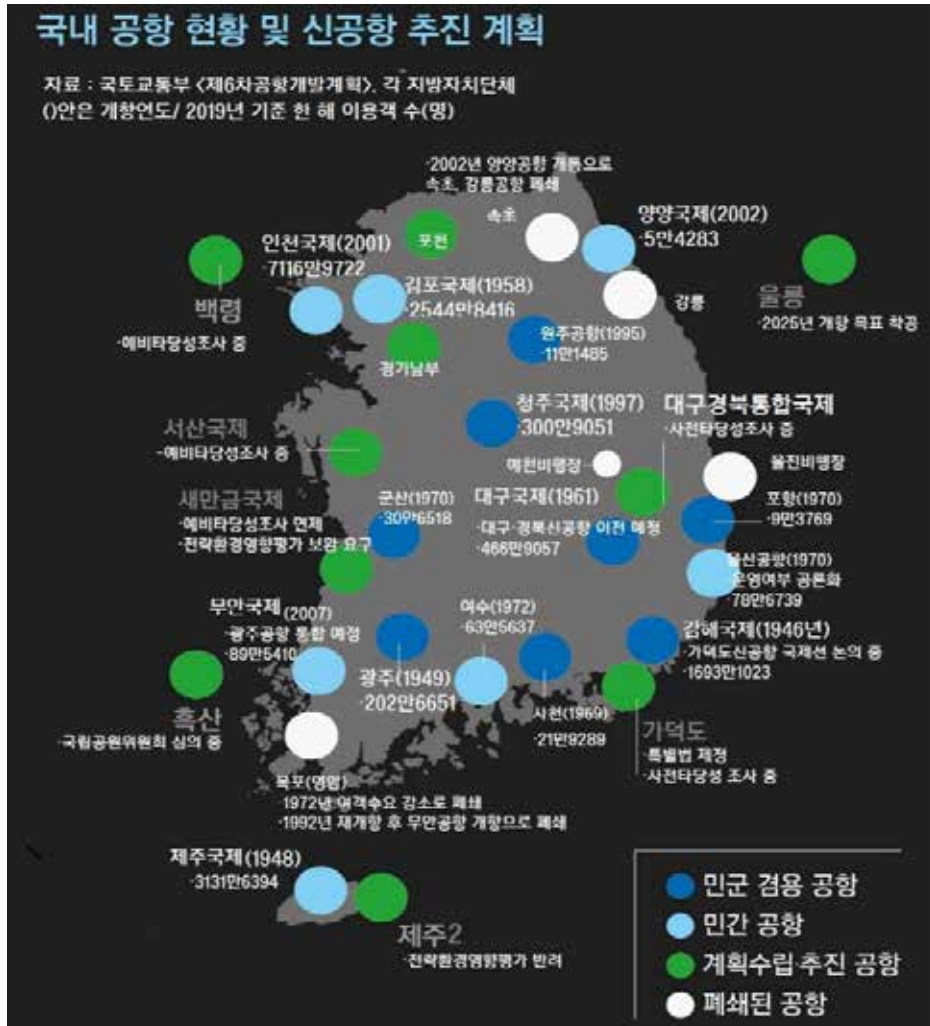 국내 공항 현황 및 신공항 추진 계획
자료 : 국토교통부 <제6차공항개발계획>. 각 지방자치단체
()안은 개항연도/ 2019년 기준 한 해 이용객 수(명)
·2002년 양양공항 개통으로
속초, 강릉공항 폐쇄
속초
양양국제(2002)
·5만4283
포천
인천국제(2001)
·7116만9722
백령
·예비타당성조사 중
김포국제(1958)
·2544만8416
강릉
울릉
·2025년 개항 목표 착공
원주공항(1995)
·11만1485
경기남부
청주국제(1997)
·300만9051
대구경북통합국제
·사전타당성조사 중
서산국제
·예비타당성조사 중
예천비행장
울진비행장
새만금국제
·예비타당성조사 면제
·전략환경영향평가 보완 요구
군산(1970)
·30만6518
대구국제(1961)
·대구·경북신공항 이전 예정
·466만9057
포항(1970)
·9만3769
울산공항(1970)
·운영여부 공론화
·78만6739
무안국제(2007)
·광주공항 통합 예정
·89만5410
여수(1972)
·63만5637
김해국제(1946년)
·가덕도신공항 국제선 논의 중
·1693만1023
광주(1949)
·202만6651
흑산
·국립공원위원회 심의 중
사천(1969)
·21만9289
가덕도
·특별법 제정
·사전타당성 조사 중
목포(영암)
·1972년 여객수요 감소로 폐쇄
·1992년 재개항 후 무안공항 개항으로 폐쇄
제주국제(1948)
·3131만6394
제주2
·전략환경영향평가 반려
민군 겸용 공항
민간 공항
계획수립·추진 공항
폐쇄된 공항